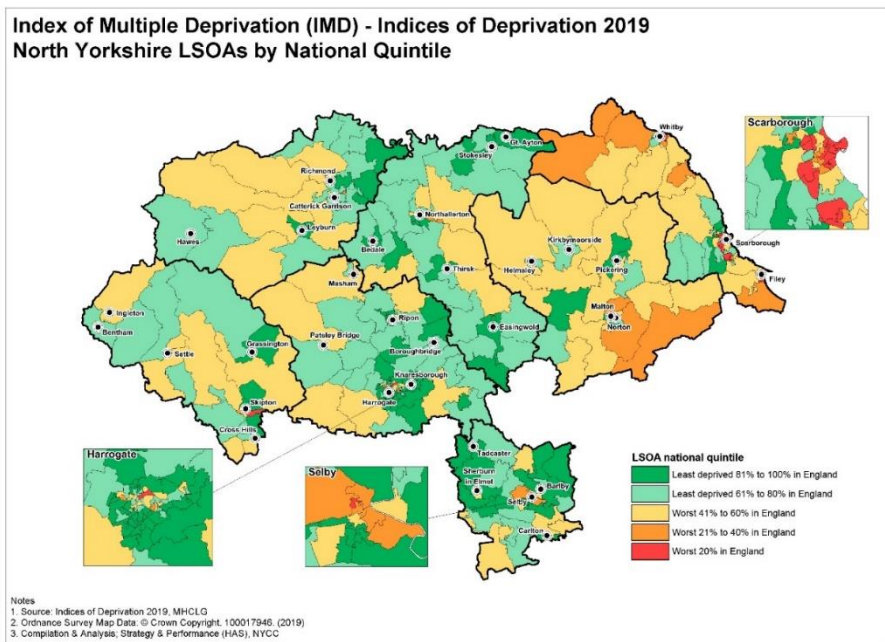 Index of Multiple Deprivation (IMD) - Indices of Deprivation 2019
North Yorkshire LSOAs by National Quintile
Scarborough
Whitby
Gt. Ayton
Stokesley
Richmond
Catterick Garrison
Northallerton
Scarborough
Hawes
Leyburn
Bedale
Kirkbymoorside
Helmsley
Pickering
Thirsk
Filey
Masham
Ingleton
Bentham
Ripon
Malton
Norton
Pateley Bridge
Easingwold
Settle
Grassington
Boroughbridge
Knaresborough
Harrogate
Skipton
Cross Hills
Harrogate
Selby
Tadcaster
Sherburn
in Elmet
Barlby
Selby
Carlton
LSOA national quintile
Least deprived 81% to 100% in England
Least deprived 61% to 80% in England
Worst 41% to 60% in England
Worst 21% to 40% in England
Worst 20% in England
Notes
1. Source: Indices of Deprivation 2019, MHCLG
2. Ordnance Survey Map Data: © Crown Copyright. 100017946. (2019)
3. Compilation & Analysis; Strategy & Performance (HAS), NYCC